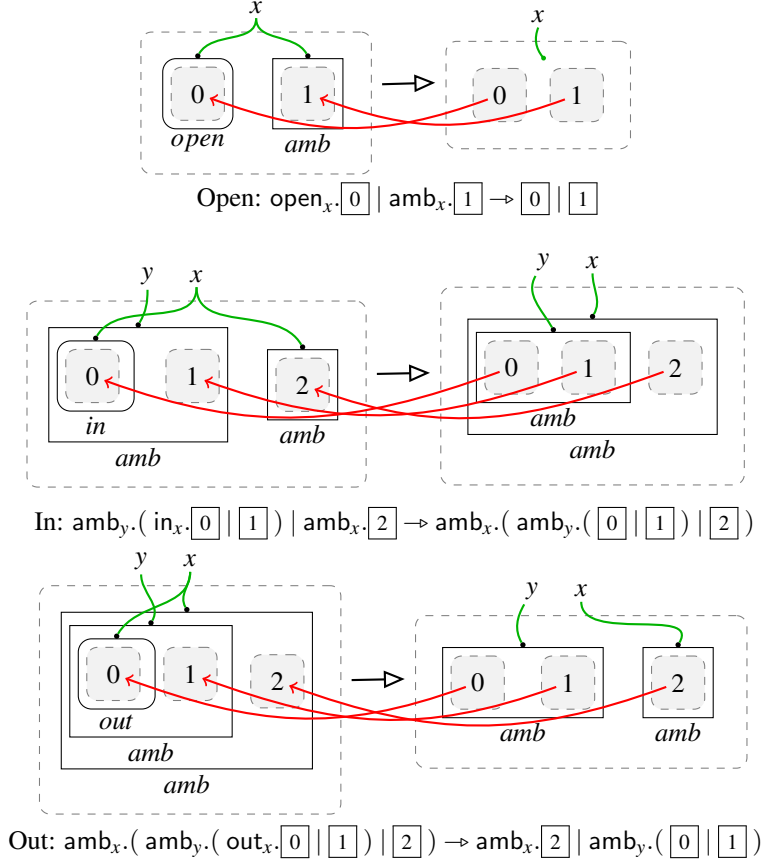 x x
0 1 0 1
open amb
Open: open_x.0 | amb_x.1 → 0 | 1
y x y x
0 1 2 0 1 2
in amb amb
amb amb
In: amb_y.( in_x.0 | 1 ) | amb_x.2 → amb_x.( amb_y.( 0 | 1 ) | 2 )
y x y x
0 1 2 0 1 2
out amb amb
amb
amb
Out: amb_x.( amb_y.( out_x.0 | 1 ) | 2 ) → amb_x.2 | amb_y.( 0 | 1 )